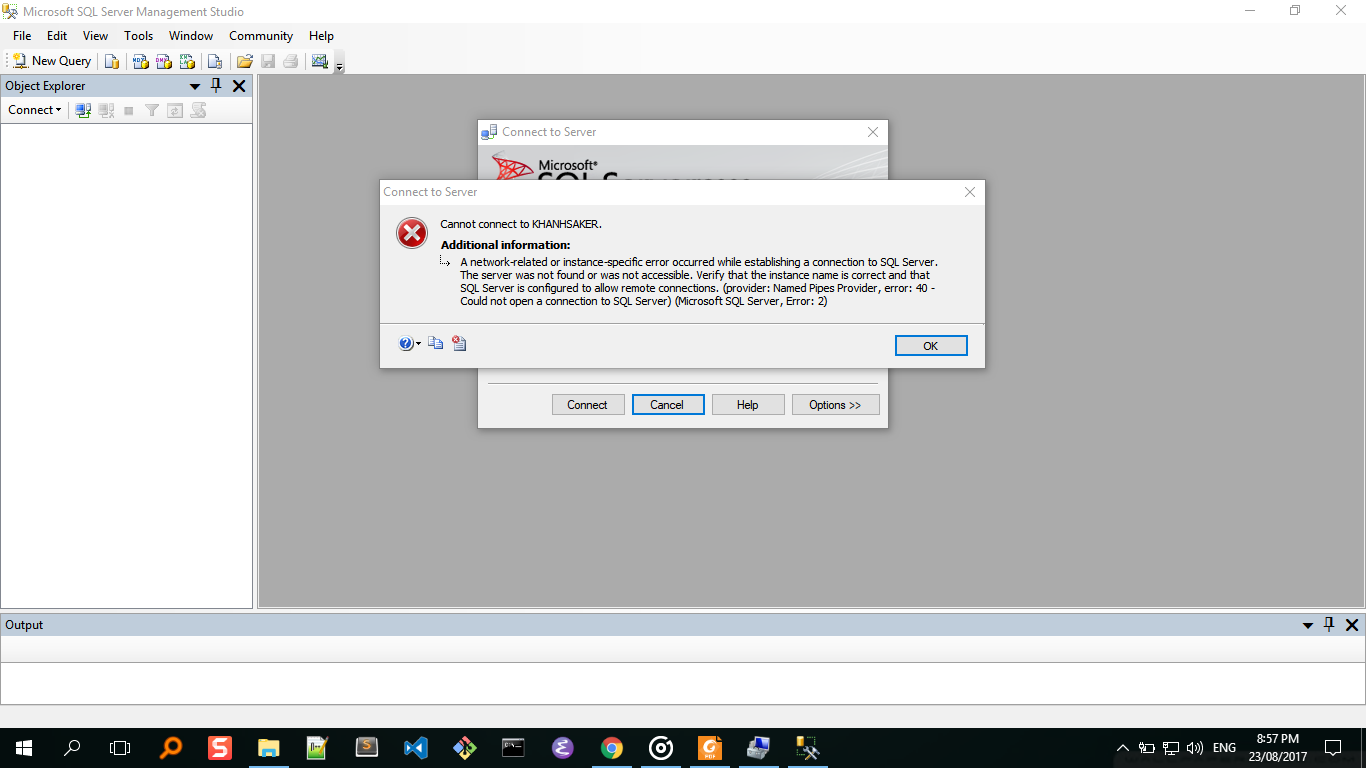 Microsoft SQL Server Management Studio
File Edit View Tools Window Community Help
New Query
Object Explorer
Connect
Connect to Server
Microsoft®
Connect to Server
Cannot connect to KHANHSAKER.
Additional information:
A network-related or instance-specific error occurred while establishing a connection to SQL Server.
The server was not found or was not accessible. Verify that the instance name is correct and that
SQL Server is configured to allow remote connections. (provider: Named Pipes Provider, error: 40 -
Could not open a connection to SQL Server) (Microsoft SQL Server, Error: 2)
OK
Connect Cancel Help Options >>
Output
ENG
8:57 PM
23/08/2017